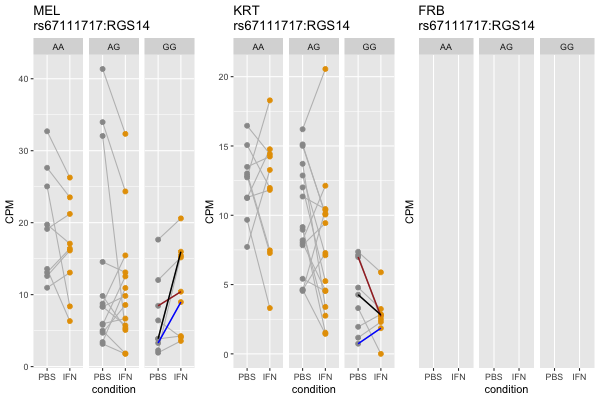 MEL
rs67111717:RGS14
AA AG GG
CPM
40
30
20
10
0
PBS IFN PBS IFN PBS IFN
condition
KRT
rs67111717:RGS14
AA AG GG
CPM
20
15
10
5
0
PBS IFN PBS IFN PBS IFN
condition
FRB
rs67111717:RGS14
AA AG GG
CPM
PBS IFN PBS IFN PBS IFN
condition